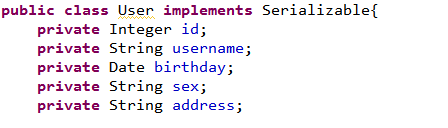 public class User implements Serializable{
    private Integer id;
    private String username;
    private Date birthday;
    private String sex;
    private String address;